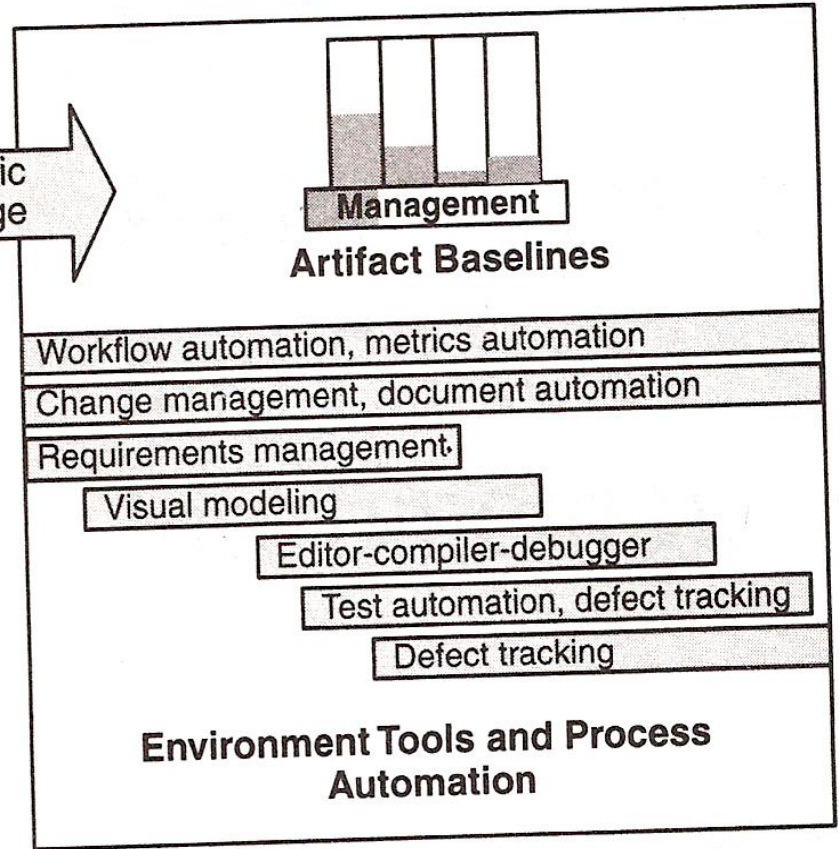 ic
ge
Management
Artifact Baselines
Workflow automation, metrics automation
Change management, document automation
Requirements management
Visual modeling
Editor-compiler-debugger
Test automation, defect tracking
Defect tracking
Environment Tools and Process
Automation